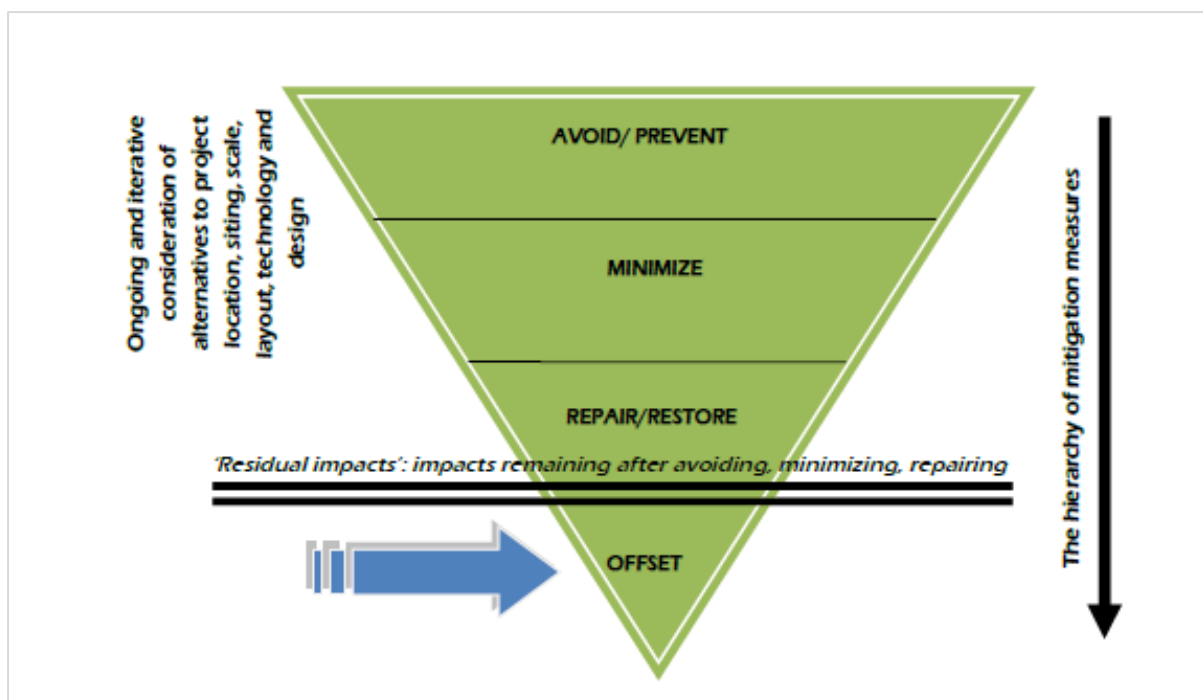 Ongoing and iterative
consideration of
alternatives to project
location, siting, scale,
layout, technology and
design
AVOID/ PREVENT
MINIMIZE
REPAIR/RESTORE
'Residual impacts': impacts remaining after avoiding, minimizing, repairing
OFFSET
The hierarchy of mitigation measures